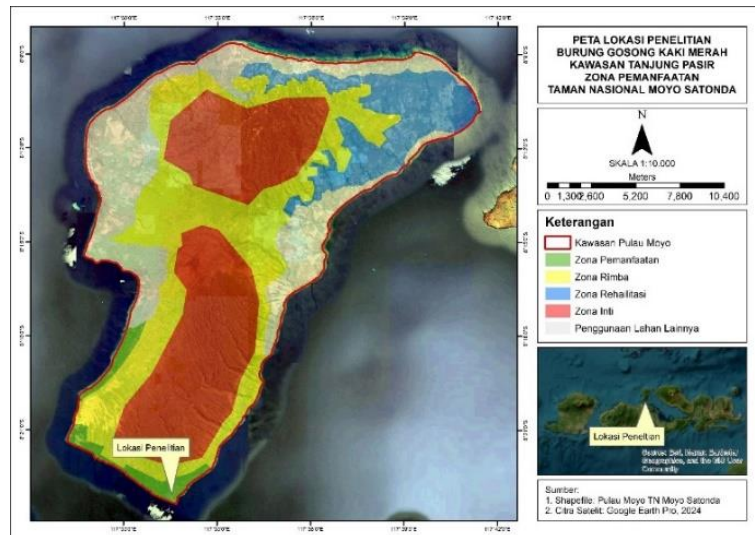 PETA LOKASI PENELITIAN
BURUNG GOSONG KAKI MERAH
KAWASAN TANJUNG PASIR
ZONA PEMANFAATAN
TAMAN NASIONAL MOYO SATONDA
N
SKALA 1:10.000
Meters
0 1,300 2,600 5,200 7,800 10,400
Keterangan
Kawasan Pulau Moyo
Zona Pemanfaatan
Zona Rimba
Zona Rehailitasi
Zona Inti
Penggunaan Lahan Lainnya
Lokasi Penelitian
Lokasi Penelitian
Community
Sumber:
1. Shapefile: Pulau Moyo TN Moyo Satonda
2. Citra Satelit: Google Earth Pro, 2024